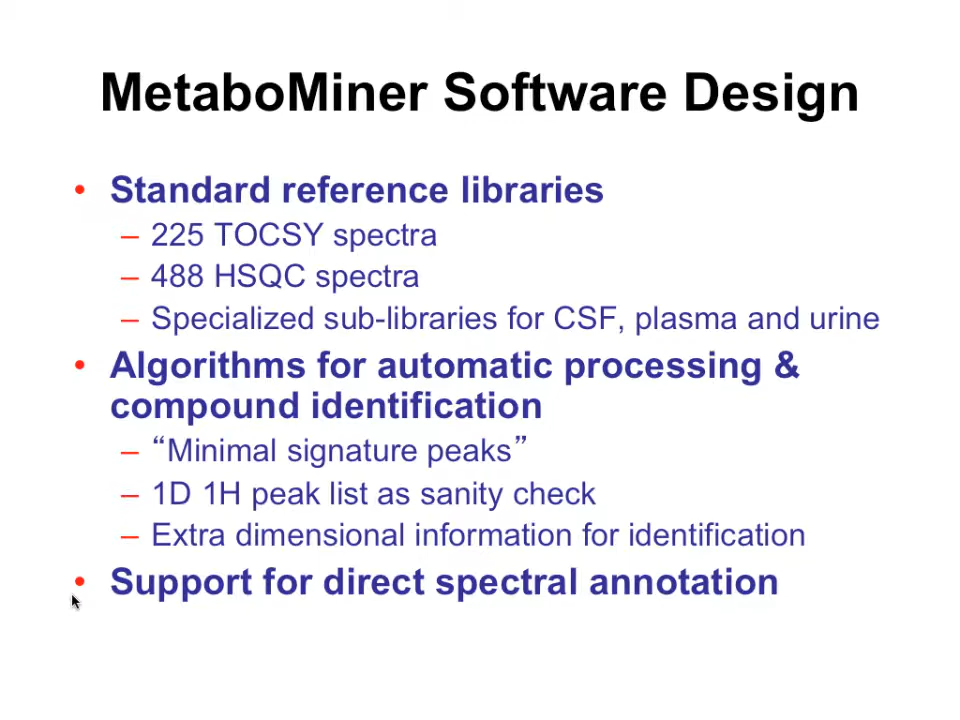 MetaboMiner Software Design
• Standard reference libraries
– 225 TOCSY spectra
– 488 HSQC spectra
– Specialized sub-libraries for CSF, plasma and urine
• Algorithms for automatic processing &
compound identification
– “Minimal signature peaks”
– 1D 1H peak list as sanity check
– Extra dimensional information for identification
• Support for direct spectral annotation